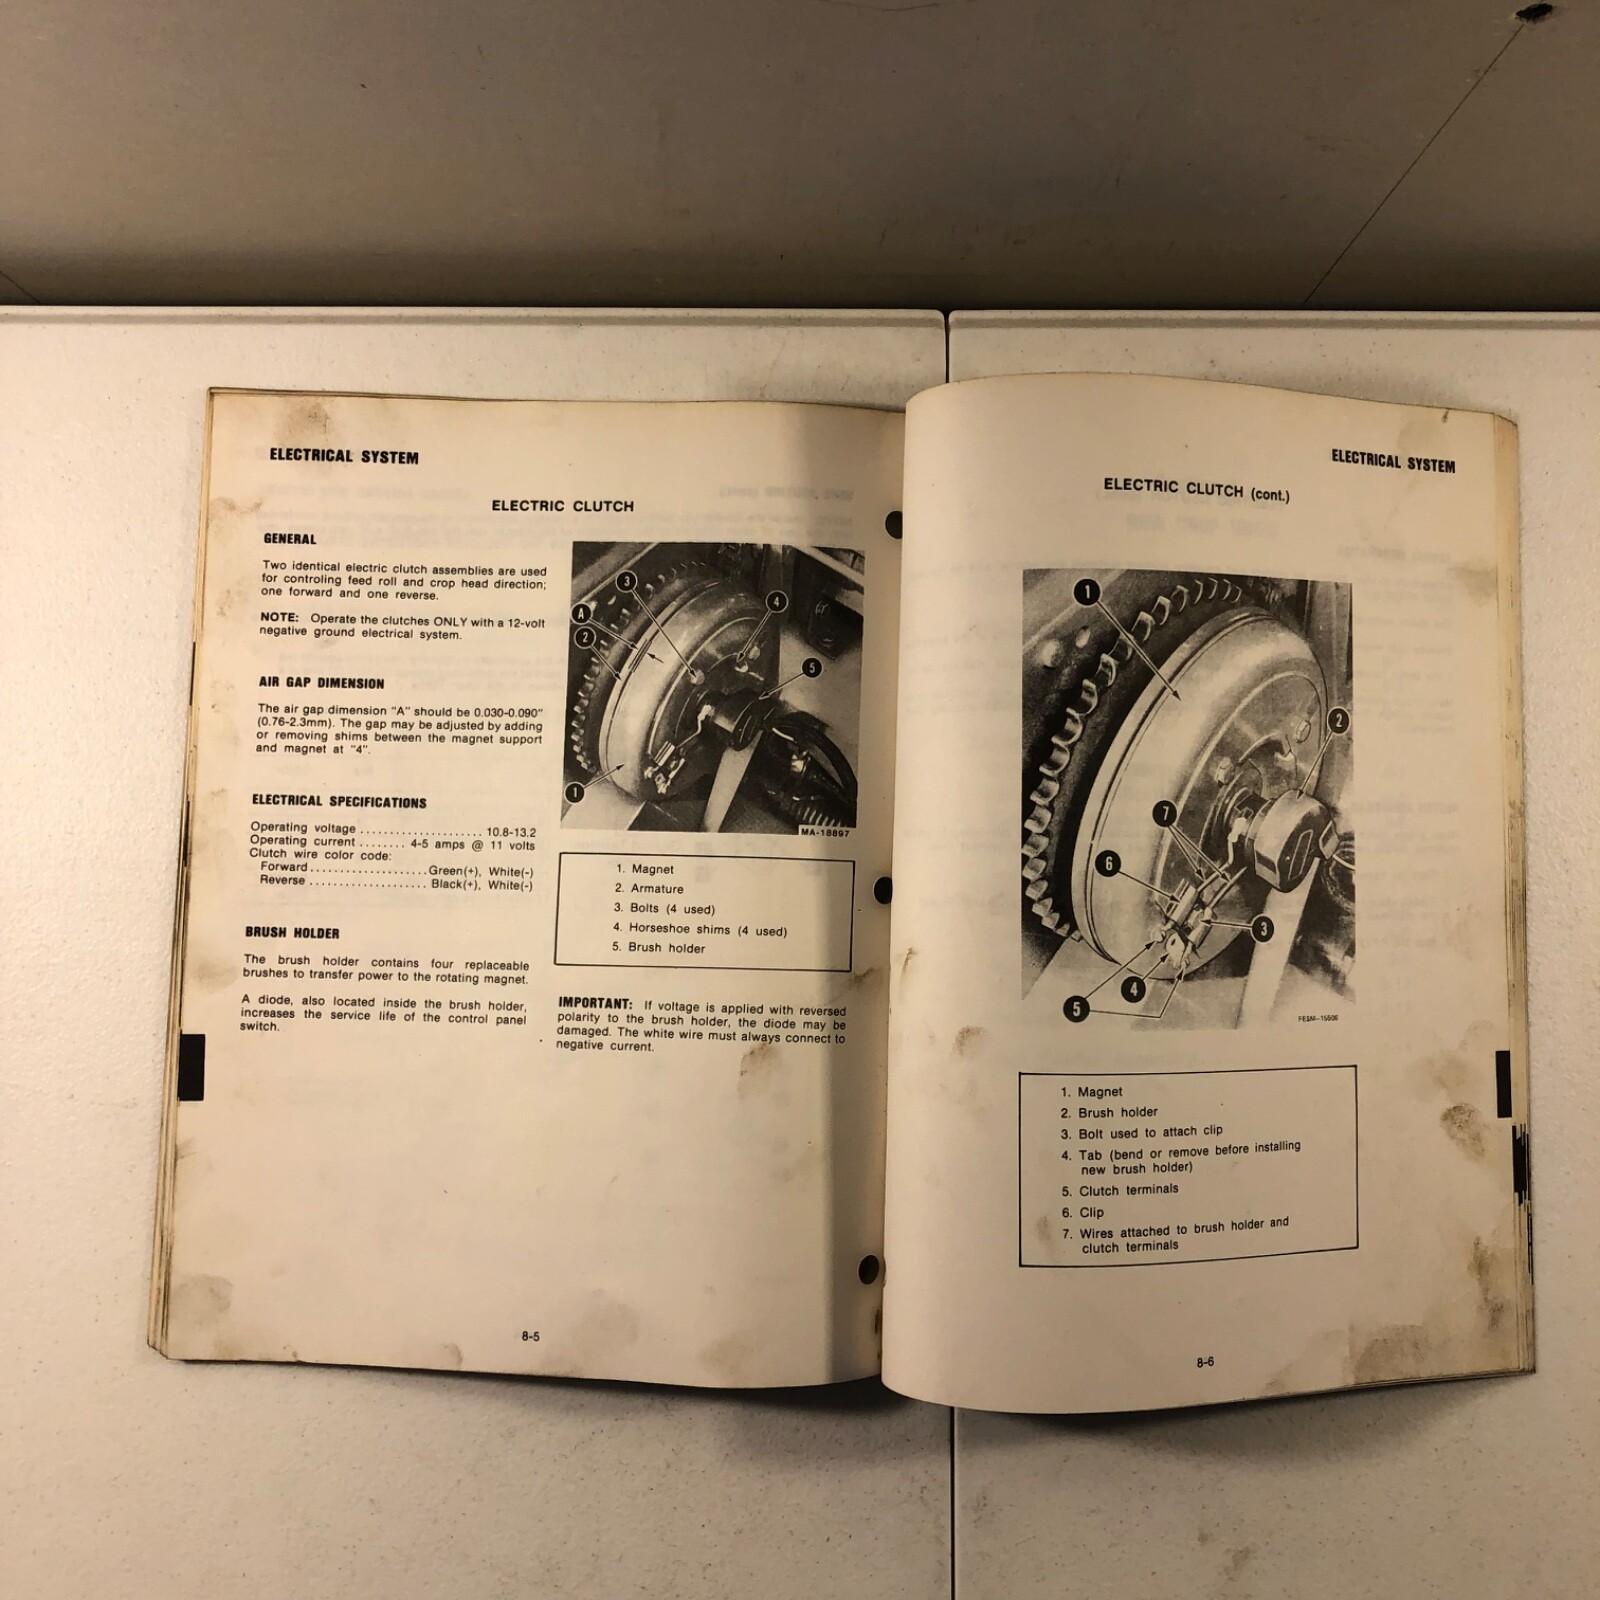 ELECTRICAL SYSTEM
ELECTRIC CLUTCH
GENERAL
Two identical electric clutch assemblies are used
for controling feed roll and crop head direction;
one forward and one reverse.
NOTE: Operate the clutches ONLY with a 12-volt
negative ground electrical system.
AIR GAP DIMENSION
The air gap dimension "A" should be 0.030-0.090"
(0.76-2.3mm). The gap may be adjusted by adding
or removing shims between the magnet support
and magnet at "4".
ELECTRICAL SPECIFICATIONS
Operating voltage ..................... 10.8-13.2
Operating current ........ 4-5 amps @ 11 volts
Clutch wire color code:
Forward .................... Green(+), White(-)
Reverse .................... Black(+), White(-)
BRUSH HOLDER
The brush holder contains four replaceable
brushes to transfer power to the rotating magnet.
A diode, also located inside the brush holder,
increases the service life of the control panel
switch.
3
A
4
2
5
1
MA-18897
1. Magnet
2. Armature
3. Bolts (4 used)
4. Horseshoe shims (4 used)
5. Brush holder
IMPORTANT: If voltage is applied with reversed
polarity to the brush holder, the diode may be
damaged. The white wire must always connect to
negative current.
8-5
ELECTRICAL SYSTEM
ELECTRIC CLUTCH (cont.)
1
2
7
6
3
4
5
FESM-15506
1. Magnet
2. Brush holder
3. Bolt used to attach clip
4. Tab (bend or remove before installing
new brush holder)
5. Clutch terminals
6. Clip
7. Wires attached to brush holder and
clutch terminals
8-6